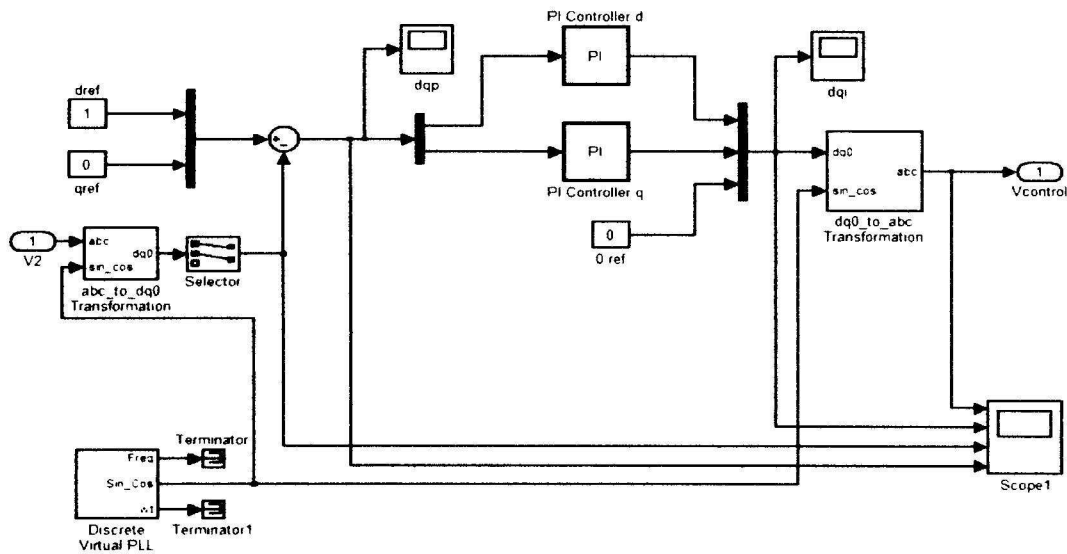 PI Controller d
PI
dqp
dqi
dref
1
0
qref
+
-
PI
PI Controller q
dq0
abc
sin_cos
dq0_to_abc
Transformation
1
Vcontrol
0
0 ref
1
V2
abc
dq0
sin_cos
abc_to_dq0
Transformation
Selector
Scope1
Freq
Sin_Cos
wt
Discrete
Virtual PLL
Terminator
Terminator1